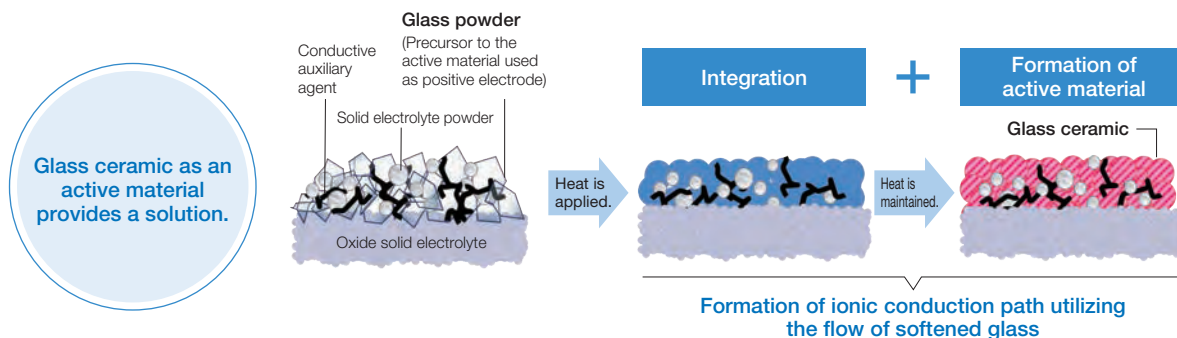 Glass ceramic as an
active material
provides a solution.
Conductive
auxiliary
agent
Glass powder
(Precursor to the
active material used
as positive electrode)
Solid electrolyte powder
Oxide solid electrolyte
Heat is
applied.
Integration
+
Formation of
active material
Heat is
maintained.
Glass ceramic
Formation of ionic conduction path utilizing
the flow of softened glass